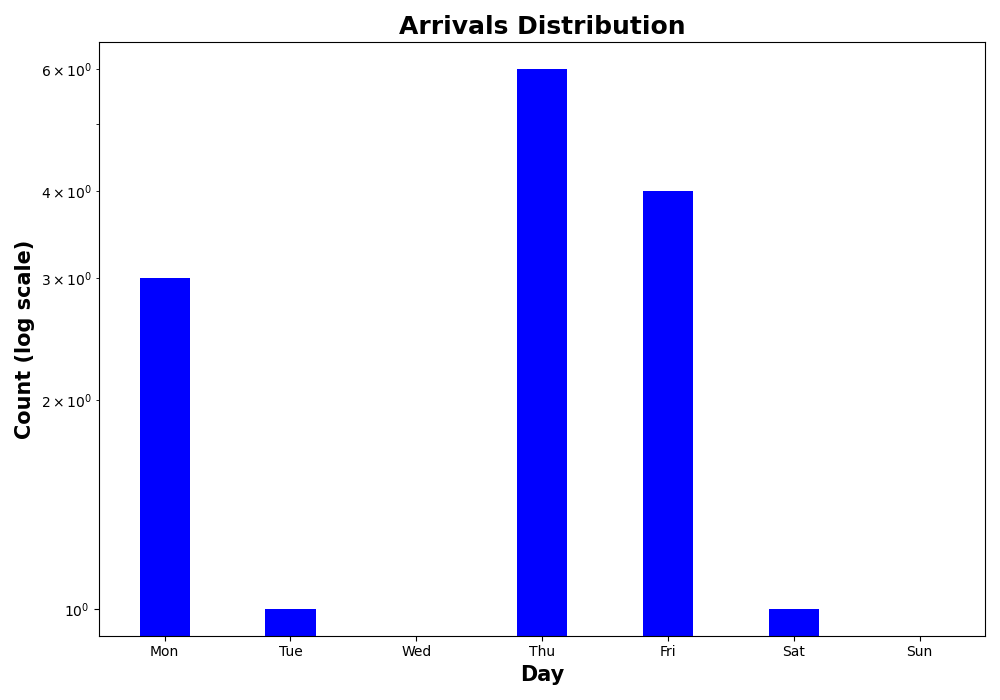 Arrivals Distribution
Count (log scale)
6 × 10⁰
4 × 10⁰
3 × 10⁰
2 × 10⁰
10⁰
Mon Tue Wed Thu Fri Sat Sun
Day